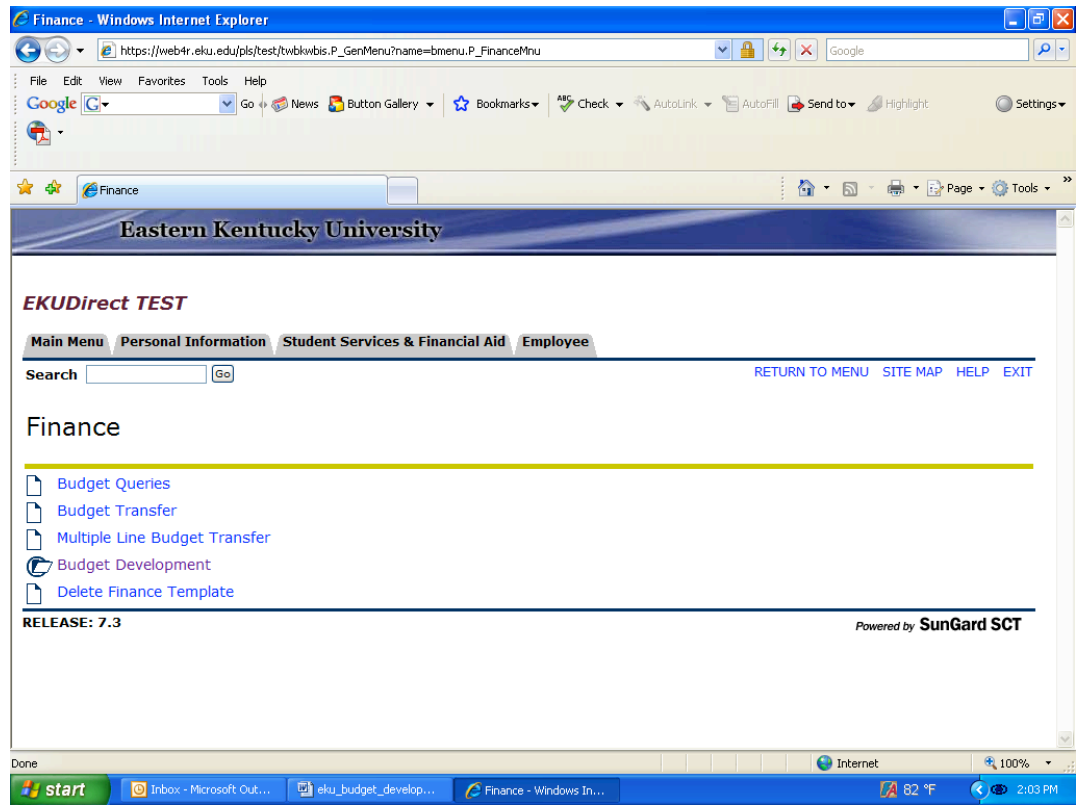 Finance - Windows Internet Explorer
https://web4r.eku.edu/pls/test/twbkwbis.P_GenMenu?name=bmenu.P_FinanceMnu
Google
File Edit View Favorites Tools Help
Google G Go News Button Gallery Bookmarks ABC Check AutoLink AutoFill Send to Highlight Settings
Finance Page Tools »
Eastern Kentucky University
EKUDirect TEST
Main Menu Personal Information Student Services & Financial Aid Employee
Search Go RETURN TO MENU SITE MAP HELP EXIT
Finance
Budget Queries
Budget Transfer
Multiple Line Budget Transfer
Budget Development
Delete Finance Template
RELEASE: 7.3 Powered by SunGard SCT
Done Internet 100%
start Inbox - Microsoft Out... eku_budget_develop... Finance - Windows In... 82 °F 2:03 PM